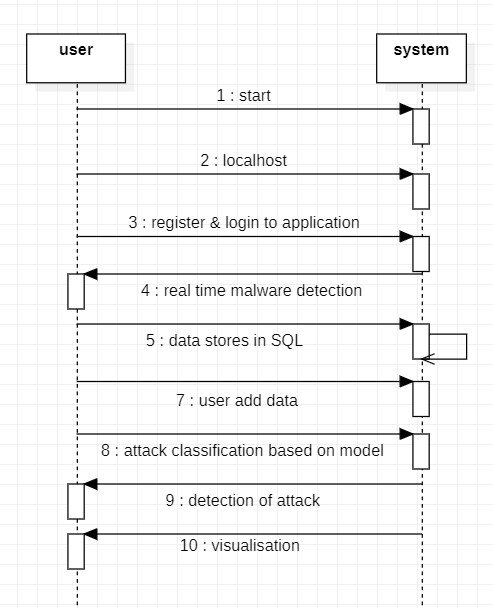 user
system
1 : start
2 : localhost
3 : register & login to application
4 : real time malware detection
5 : data stores in SQL
7 : user add data
8 : attack classification based on model
9 : detection of attack
10 : visualisation